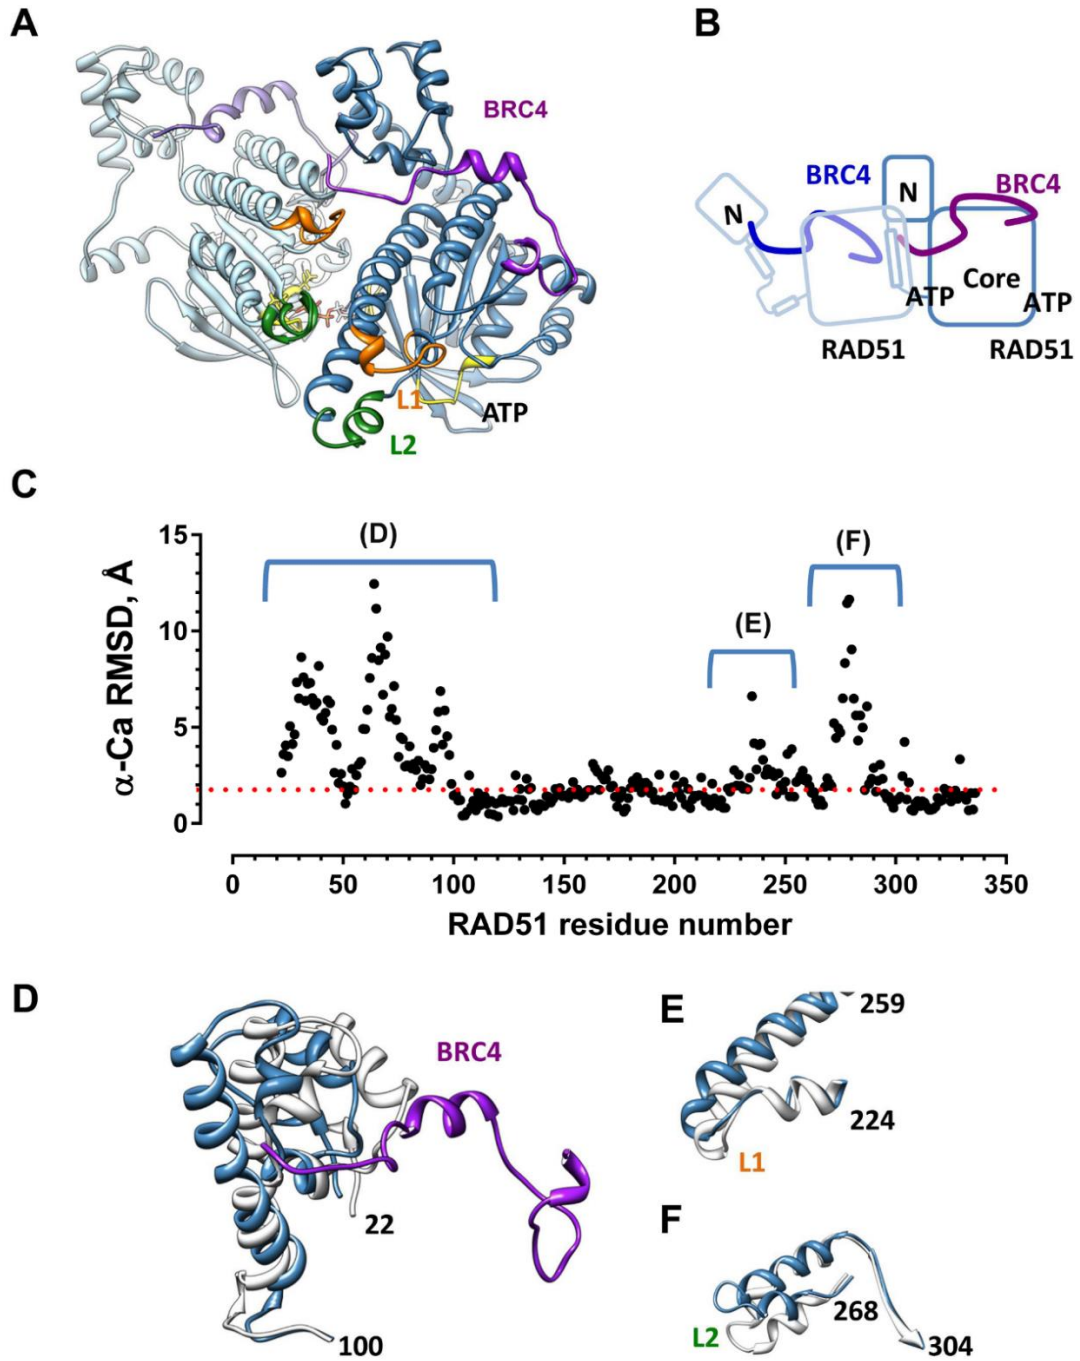 A
BRC4
L1
ATP
L2
B
BRC4
N
N
BRC4
Core
ATP
ATP
RAD51
RAD51
C
15
10
5
0
α-Ca RMSD, Å
(D)
(E)
(F)
0 50 100 150 200 250 300 350
RAD51 residue number
D
BRC4
22
100
E
259
224
L1
F
268
L2
304